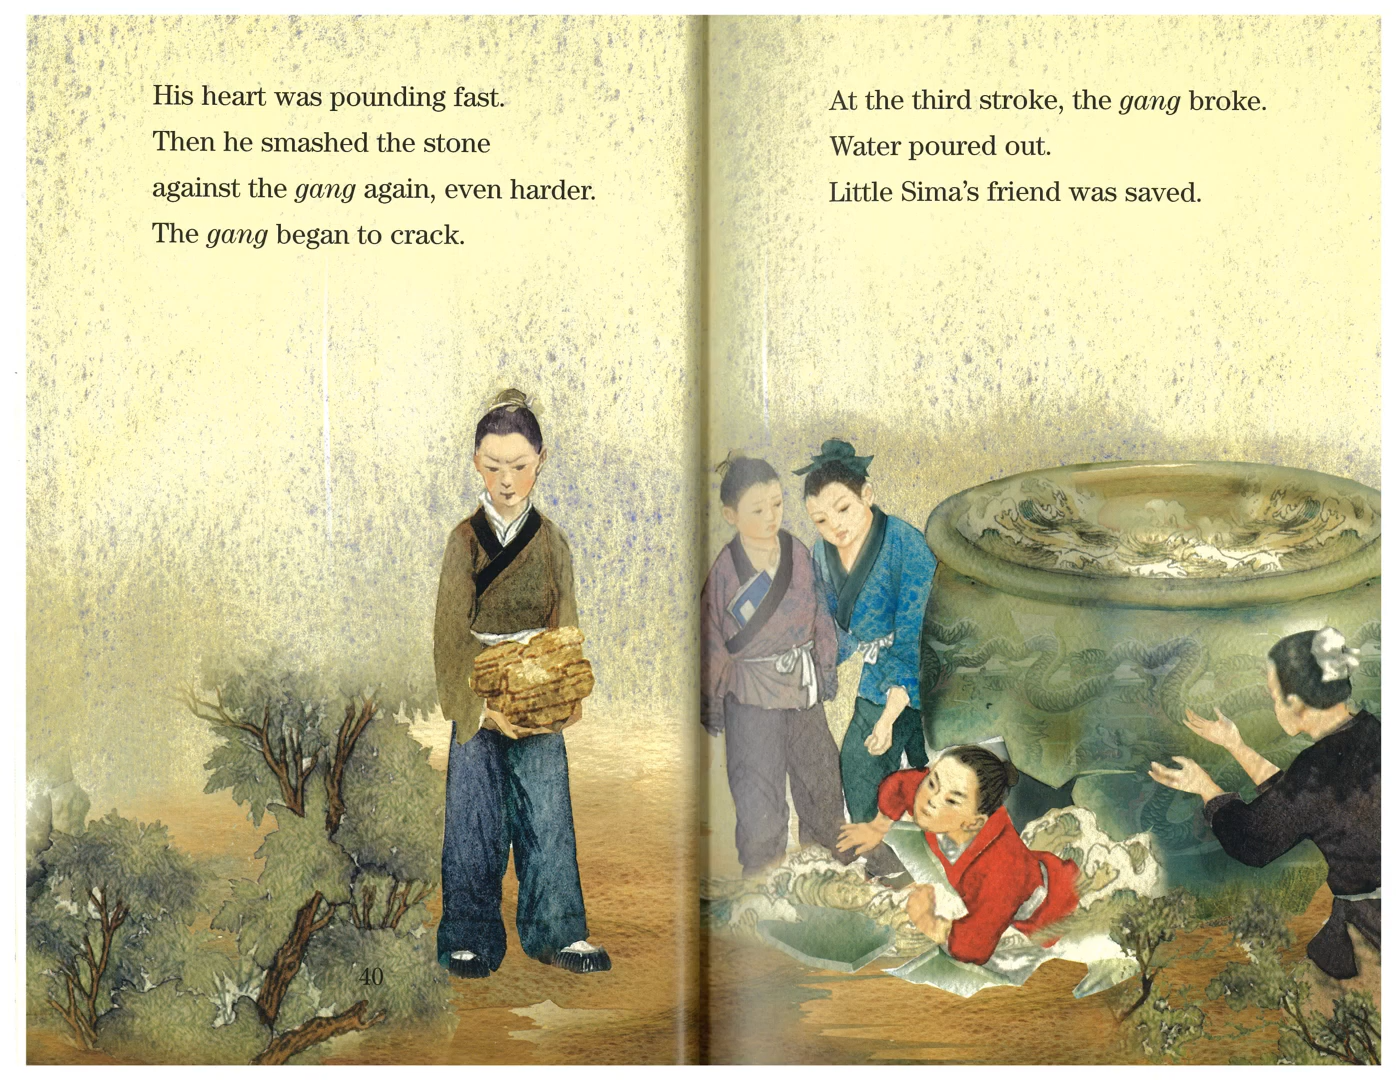 His heart was pounding fast.
Then he smashed the stone
against the gang again, even harder.
The gang began to crack.
40
At the third stroke, the gang broke.
Water poured out.
Little Sima’s friend was saved.